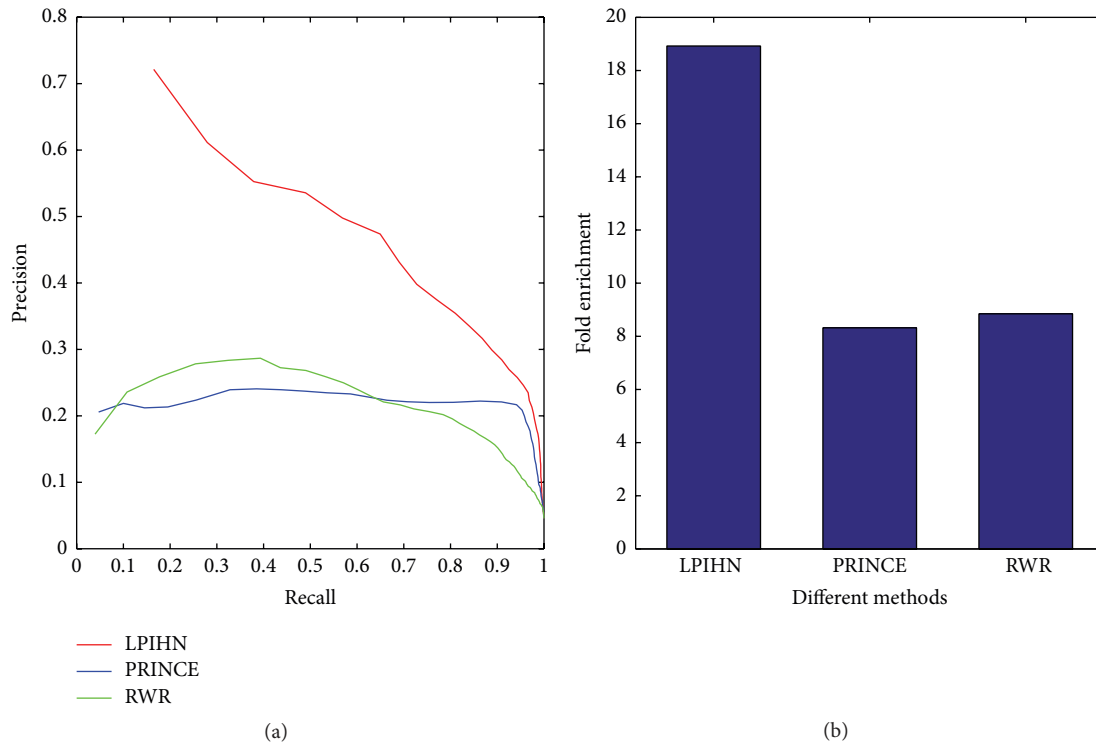 0.8
0.7
0.6
0.5
0.4
0.3
0.2
0.1
0
Precision
0 0.1 0.2 0.3 0.4 0.5 0.6 0.7 0.8 0.9 1
Recall
LPIHN
PRINCE
RWR
(a)
20
18
16
14
12
10
8
6
4
2
0
Fold enrichment
LPIHN PRINCE RWR
Different methods
(b)